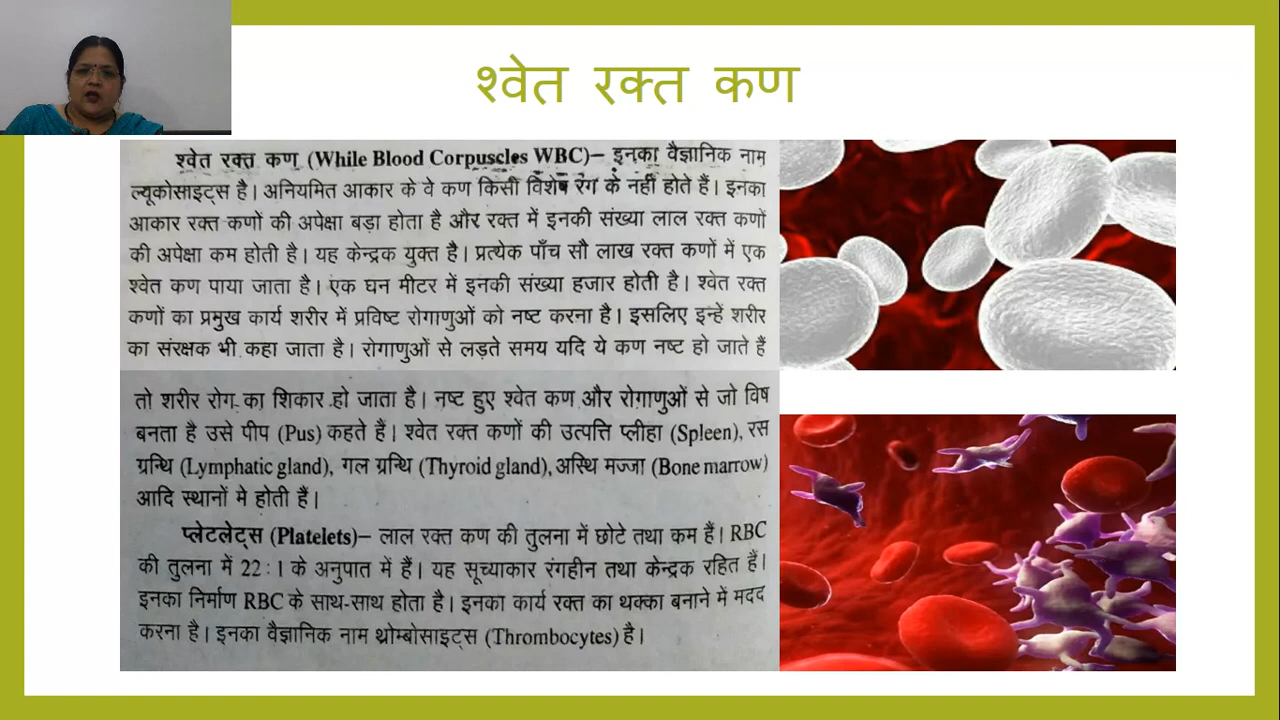 श्वेत रक्त कण
श्वेत रक्त कण (While Blood Corpuscles WBC)– इनका वैज्ञानिक नाम
ल्यूकोसाइट्स है। अनियमित आकार के वे कण किसी विशेष रंग के नहीं होते हैं। इनका
आकार रक्त कणों की अपेक्षा बड़ा होता है और रक्त में इनकी संख्या लाल रक्त कणों
की अपेक्षा कम होती है। यह केन्द्रक युक्त है। प्रत्येक पाँच सौ लाख रक्त कणों में एक
श्वेत कण पाया जाता है। एक घन मीटर में इनकी संख्या हजार होती है। श्वेत रक्त
कणों का प्रमुख कार्य शरीर में प्रविष्ट रोगाणुओं को नष्ट करना है। इसलिए इन्हें शरीर
का संरक्षक भी कहा जाता है। रोगाणुओं से लड़ते समय यदि ये कण नष्ट हो जाते हैं
तो शरीर रोग का शिकार हो जाता है। नष्ट हुए श्वेत कण और रोगाणुओं से जो विष
बनता है उसे पीप (Pus) कहते हैं। श्वेत रक्त कणों की उत्पत्ति प्लीहा (Spleen), रस
ग्रन्थि (Lymphatic gland), गल ग्रन्थि (Thyroid gland), अस्थि मज्जा (Bone marrow)
आदि स्थानों मे होती हैं।
प्लेटलेट्स (Platelets)– लाल रक्त कण की तुलना में छोटे तथा कम हैं। RBC
की तुलना में 22 : 1 के अनुपात में हैं। यह सूच्याकार रंगहीन तथा केन्द्रक रहित हैं।
इनका निर्माण RBC के साथ-साथ होता है। इनका कार्य रक्त का थक्का बनाने में मदद
करना है। इनका वैज्ञानिक नाम थ्रोम्बोसाइट्स (Thrombocytes) है।